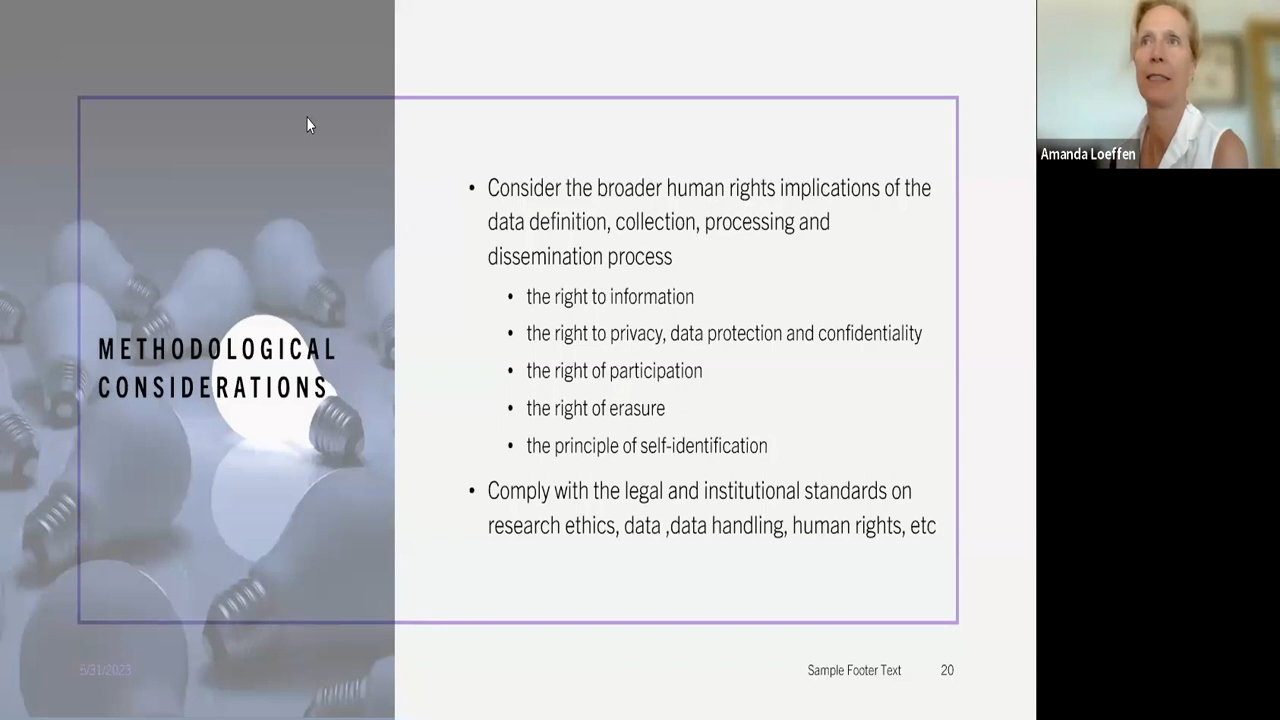 METHODOLOGICAL
CONSIDERATIONS
• Consider the broader human rights implications of the
data definition, collection, processing and
dissemination process
• the right to information
• the right to privacy, data protection and confidentiality
• the right of participation
• the right of erasure
• the principle of self-identification
• Comply with the legal and institutional standards on
research ethics, data ,data handling, human rights, etc
5/31/2023
Sample Footer Text
20
Amanda Loeffen